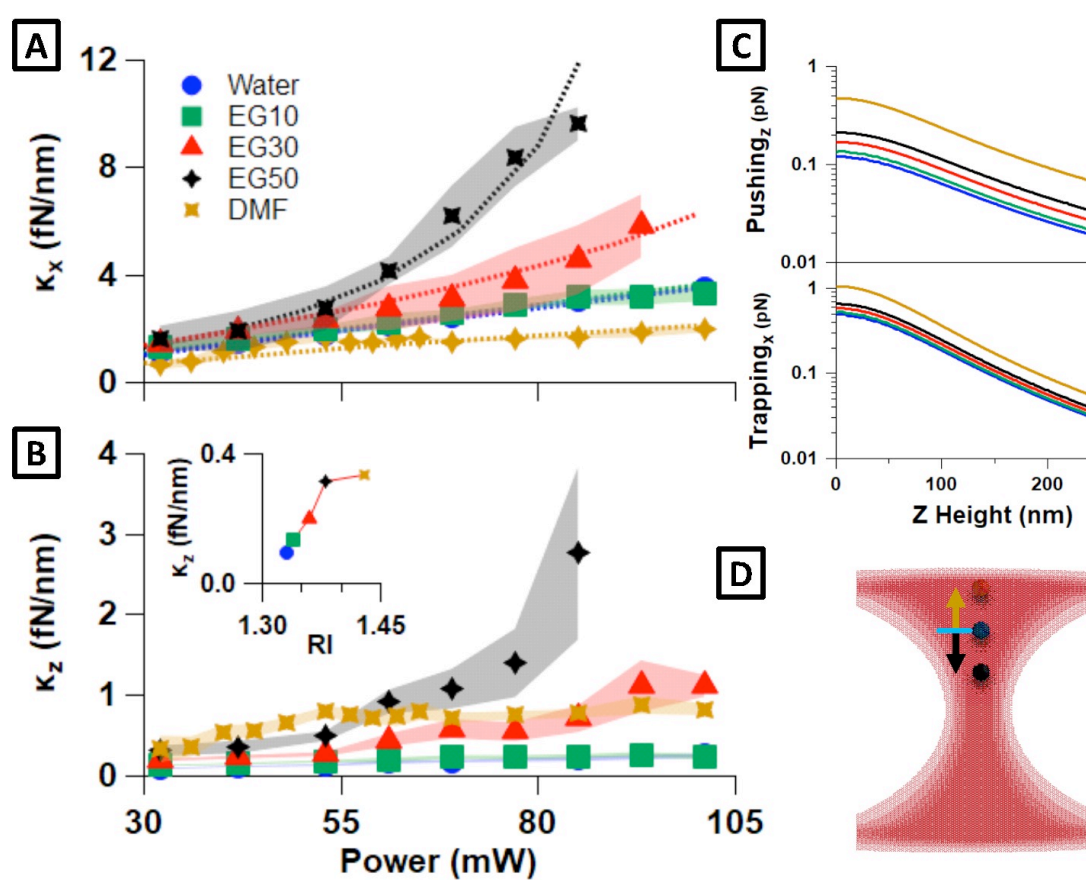 A
12
8
4
0
κx (fN/nm)
Water
EG10
EG30
EG50
DMF
B
4
3
2
1
0
κz (fN/nm)
30
55
80
105
Power (mW)
0.4
0.0
κz (fN/nm)
1.30
1.45
RI
C
1
0.1
0.01
Pushingz (pN)
1
0.1
0.01
Trappingx (pN)
0
100
200
Z Height (nm)
D